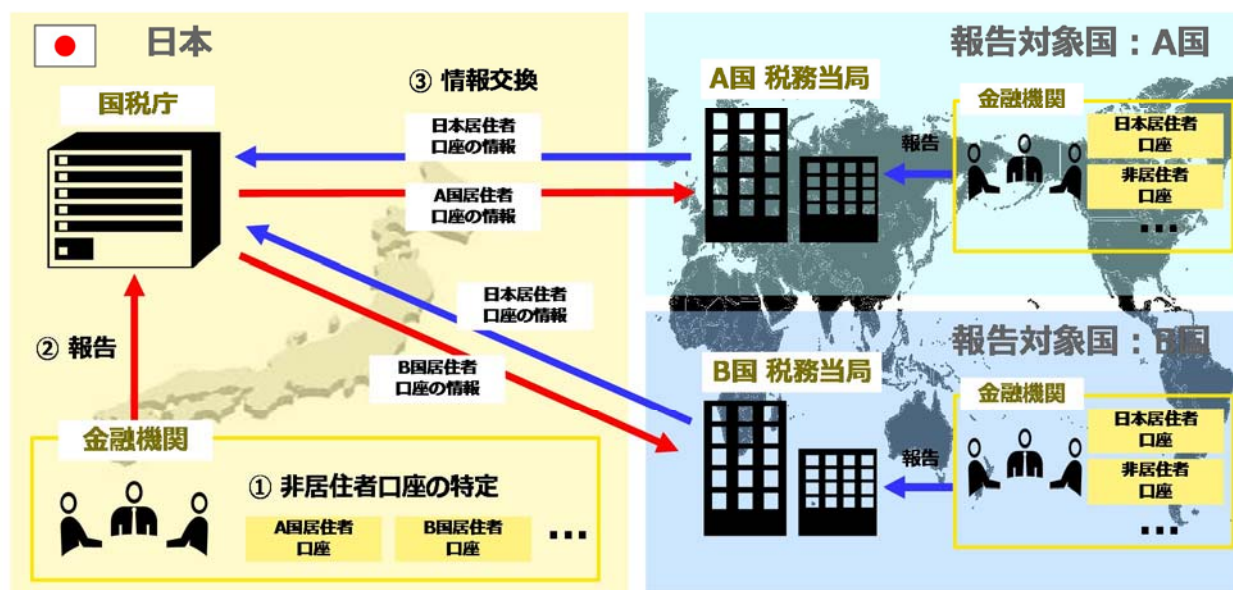 日本
国税庁
③ 情報交換
日本居住者
口座の情報
A国居住者
口座の情報
日本居住者
口座の情報
B国居住者
口座の情報
② 報告
金融機関
① 非居住者口座の特定
A国居住者
口座
B国居住者
口座
...
報告対象国：A国
A国 税務当局
報告
金融機関
日本居住者
口座
非居住者
口座
...
報告対象国：B国
B国 税務当局
報告
金融機関
日本居住者
口座
非居住者
口座
...